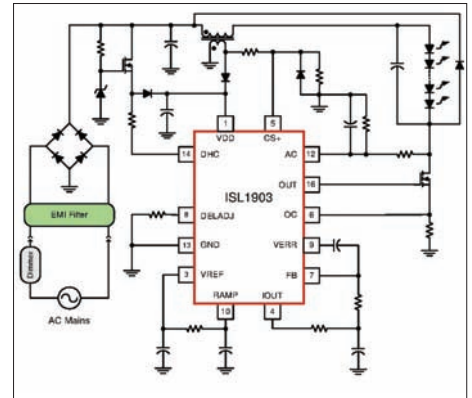 1
5
VDD
CS+
14
DHC
AC
12
ISL1903
OUT
16
EMI Filter
8
DELADJ
OC
6
Dimmer
13
GND
VERR
9
3
VREF
FB
7
AC Mains
RAMP
IOUT
10
4